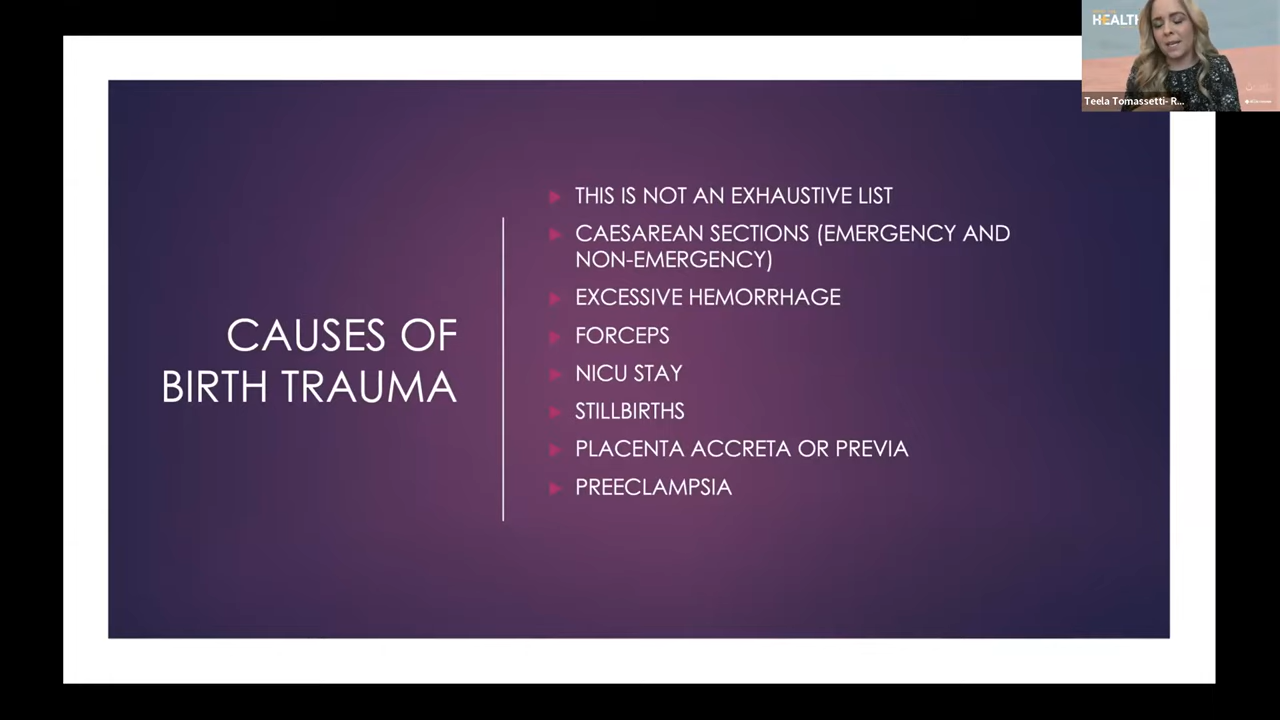 HEALTH
Teela Tomassetti- R...
CAUSES OF
BIRTH TRAUMA
THIS IS NOT AN EXHAUSTIVE LIST
CAESAREAN SECTIONS (EMERGENCY AND
NON-EMERGENCY)
EXCESSIVE HEMORRHAGE
FORCEPS
NICU STAY
STILLBIRTHS
PLACENTA ACCRETA OR PREVIA
PREECLAMPSIA